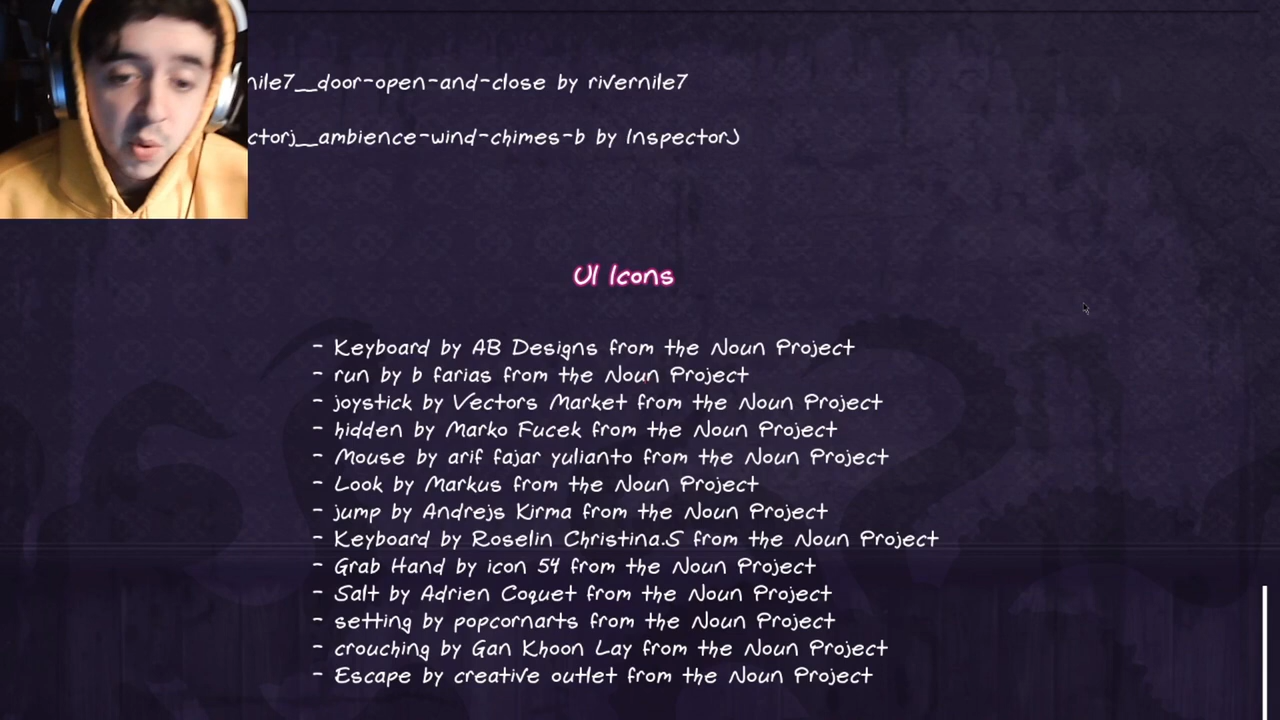 nile7__door-open-and-close by rivernile7
ctorj__ambience-wind-chimes-b by InspectorJ
UI Icons
- Keyboard by AB Designs from the Noun Project
- run by b farias from the Noun Project
- joystick by Vectors Market from the Noun Project
- hidden by Marko Fucek from the Noun Project
- Mouse by arif fajar yulianto from the Noun Project
- Look by Markus from the Noun Project
- jump by Andrejs Kirma from the Noun Project
- Keyboard by Roselin Christina.S from the Noun Project
- Grab Hand by icon 54 from the Noun Project
- Salt by Adrien Coquet from the Noun Project
- setting by popcornarts from the Noun Project
- crouching by Gan Khoon Lay from the Noun Project
- Escape by creative outlet from the Noun Project